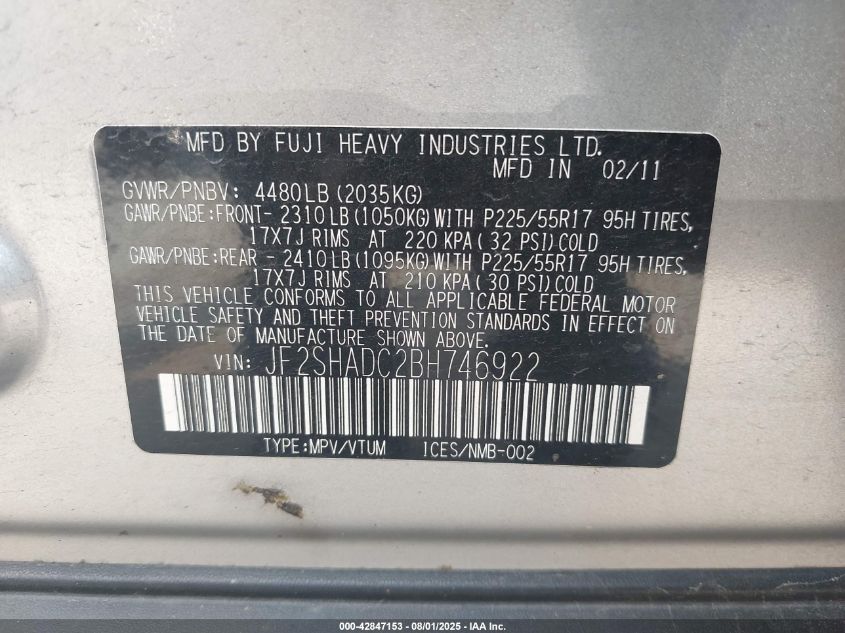 MFD BY FUJI HEAVY INDUSTRIES LTD.
MFD IN 02/11
GVWR/PNBV: 4480LB(2035KG)
GAWR/PNBE:FRONT- 2310LB(1050KG)WITH P225/55R17 95H TIRES,
17X7J RIMS AT 220 KPA( 32 PSI)COLD
GAWR/PNBE:REAR - 2410LB(1095KG)WITH P225/55R17 95H TIRES,
17X7J RIMS AT 210 KPA( 30 PSI)COLD
THIS VEHICLE CONFORMS TO ALL APPLICABLE FEDERAL MOTOR
VEHICLE SAFETY AND THEFT PREVENTION STANDARDS IN EFFECT ON
THE DATE OF MANUFACTURE SHOWN ABOVE.
VIN: JF2SHADC2BH746922
TYPE:MPV/VTUM ICES/NMB-002
000-42847153 - 08/01/2025 - IAA Inc.